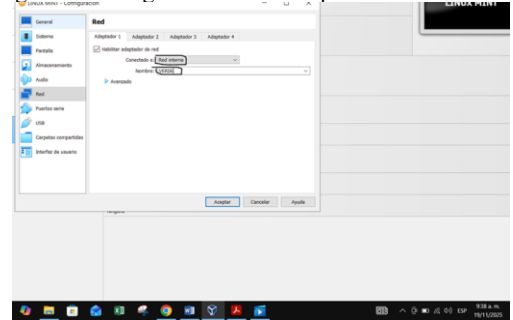 LINUX MINT - Configuración
LINUX MINT
General
Sistema
Pantalla
Almacenamiento
Audio
Red
Puertos serie
USB
Carpetas compartidas
Interfaz de usuario
Red
Adaptador 1 Adaptador 2 Adaptador 3 Adaptador 4
Habilitar adaptador de red
Conectado a: Red interna
Nombre: VERDE
Avanzado
Aceptar Cancelar Ayuda
Ninguno
ESP
9:38 a. m.
19/11/2025